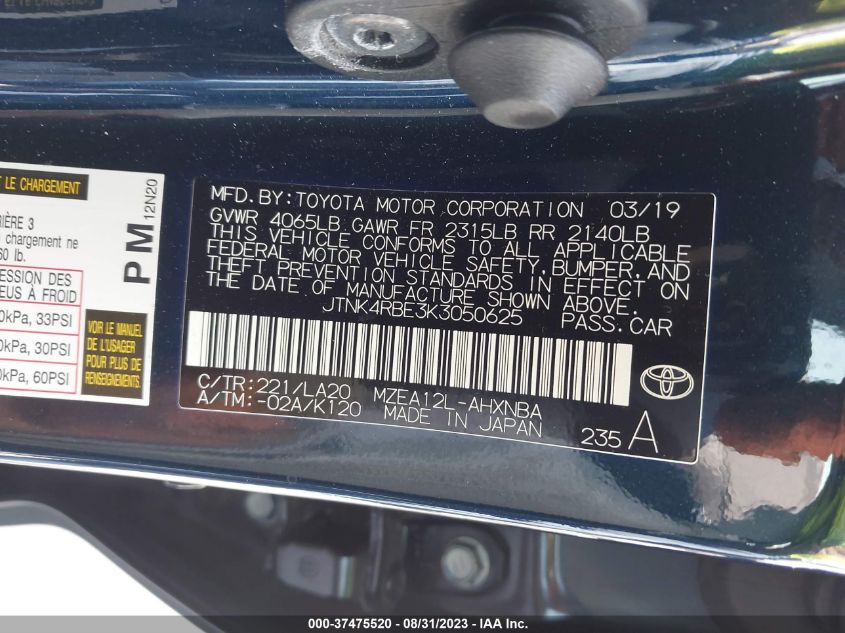 T LE CHARGEMENT
PM 12N20
IÈRE 3
chargement ne
60 lb.
ESSION DES
EUS À FROID
0kPa, 33PSI
0kPa, 30PSI
0kPa, 60PSI
VOIR LE MANUEL
DE L'USAGER
POUR PLUS DE
RENSEIGNEMENTS
MFD. BY: TOYOTA MOTOR CORPORATION 03/19
GVWR 4065LB GAWR FR 2315LB RR 2140LB
THIS VEHICLE CONFORMS TO ALL APPLICABLE
FEDERAL MOTOR VEHICLE SAFETY, BUMPER, AND
THEFT PREVENTION STANDARDS IN EFFECT ON
THE DATE OF MANUFACTURE SHOWN ABOVE.
JTNK4RBE3K3050625 PASS. CAR
C/TR: 221/LA20 MZEA12L-AHXNBA
A/TM: -02A/K120 MADE IN JAPAN
235 A
000-37475520 - 08/31/2023 - IAA Inc.